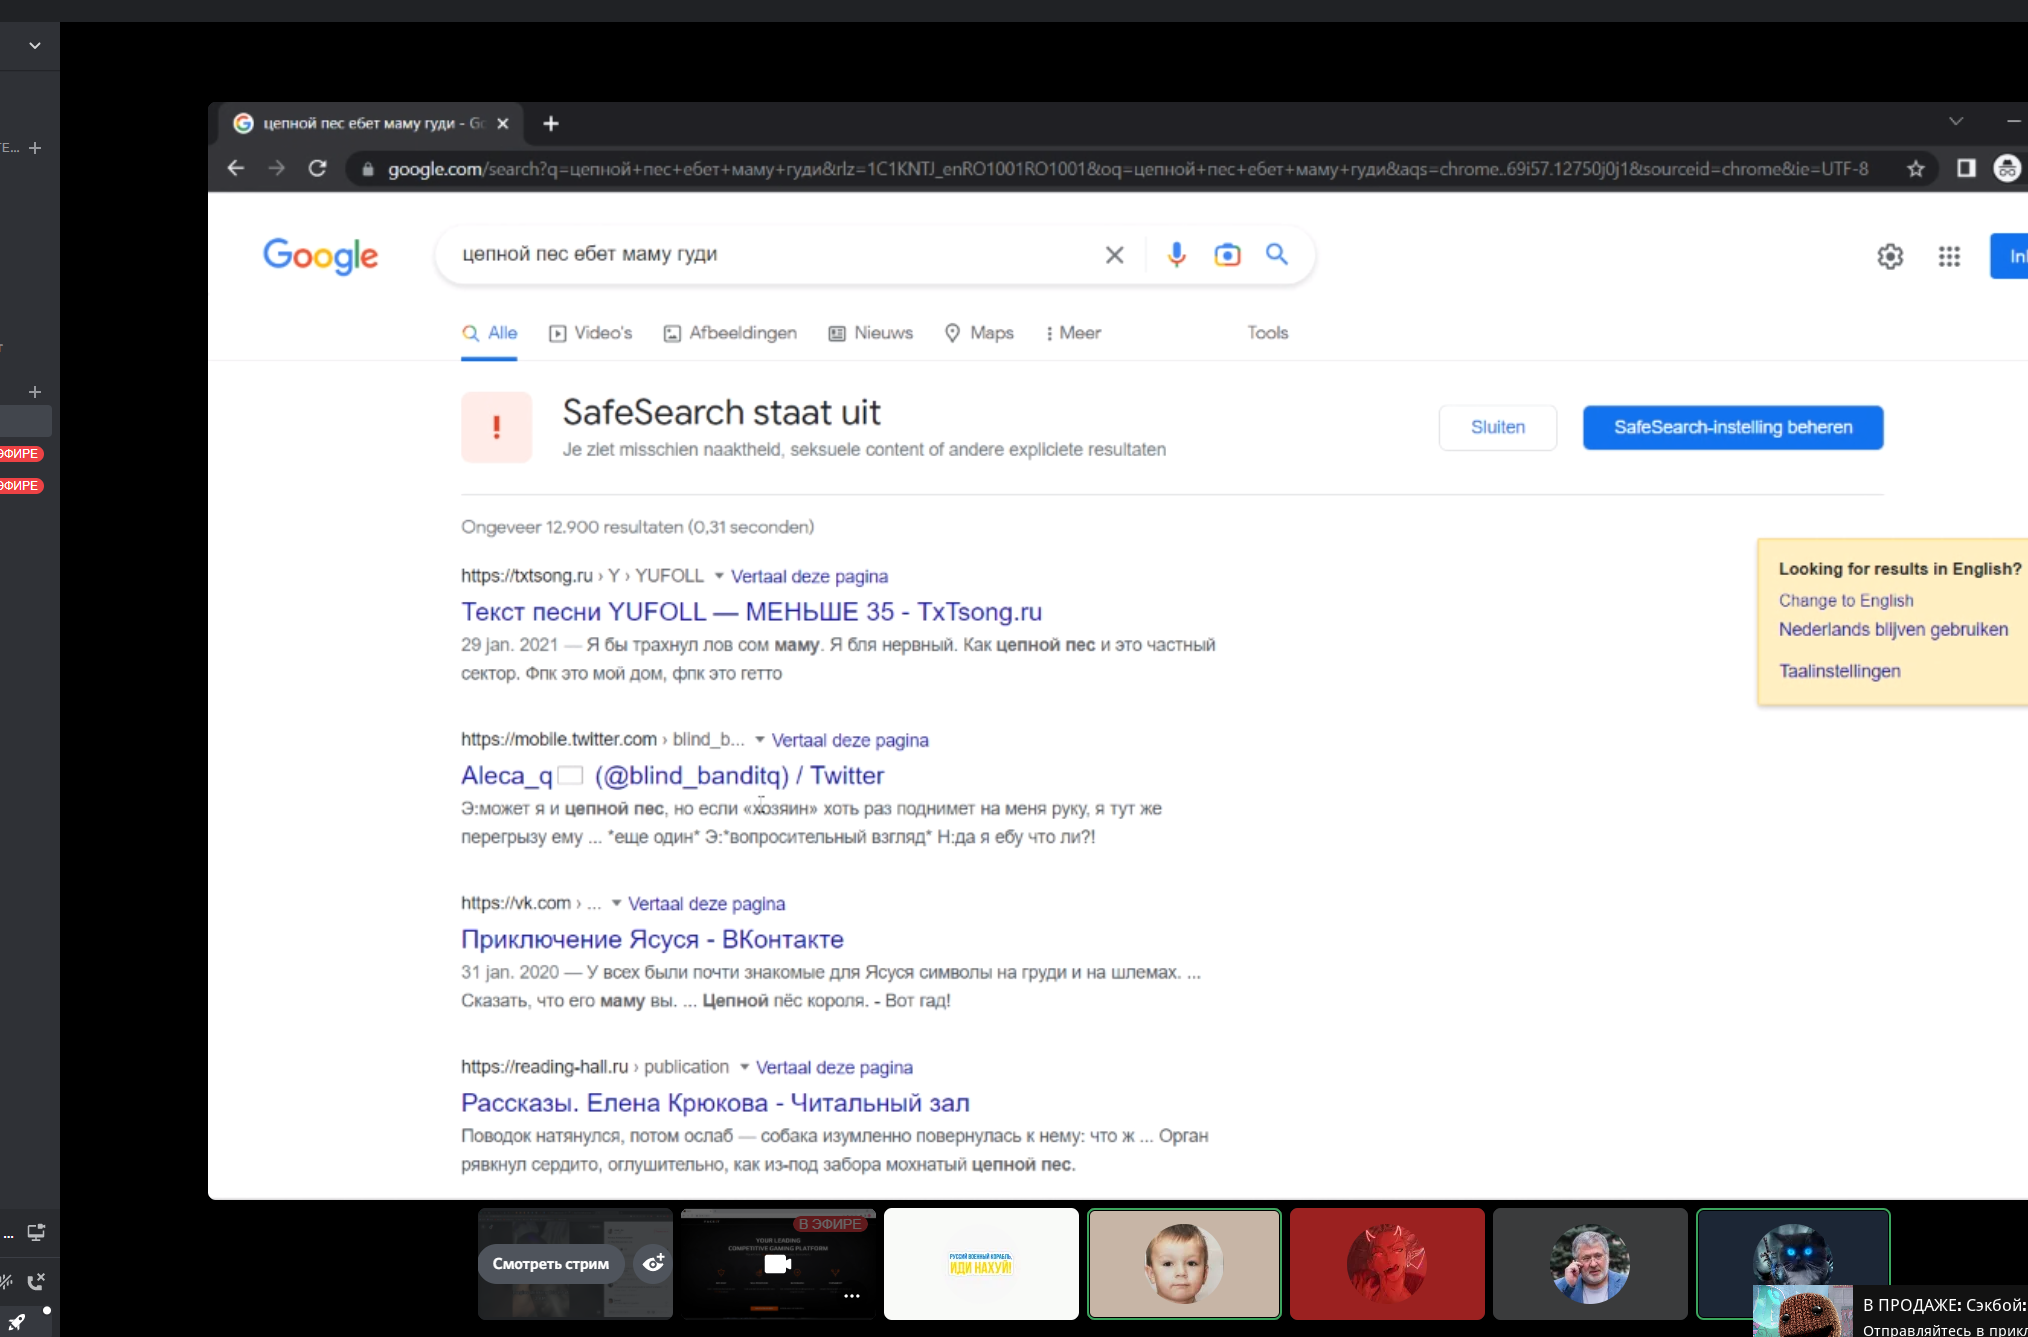 цепной пес ебет маму гуди - Go
ТЕ...
google.com/search?q=цепной+пес+ебет+маму+гуди&rlz=1C1KNTJ_enRO1001RO1001&oq=цепной+пес+ебет+маму+гуди&aqs=chrome..69i57.12750j0j1&sourceid=chrome&ie=UTF-8
Google
цепной пес ебет маму гуди
Inl
Alle
Video's
Afbeeldingen
Nieuws
Maps
Meer
Tools
SafeSearch staat uit
Je ziet misschien naaktheid, seksuele content of andere expliciete resultaten
Sluiten
SafeSearch-instelling beheren
ЭФИРЕ
ЭФИРЕ
Ongeveer 12.900 resultaten (0,31 seconden)
https://txtsong.ru › Y › YUFOLL Vertaal deze pagina
Текст песни YUFOLL — МЕНЬШЕ 35 - TxTsong.ru
29 jan. 2021 — Я бы трахнул лов сом маму. Я бля нервный. Как цепной пес и это частный
сектор. Фпк это мой дом, фпк это гетто
Looking for results in English?
Change to English
Nederlands blijven gebruiken
Taalinstellingen
https://mobile.twitter.com › blind_b... Vertaal deze pagina
Aleca_q (@blind_banditq) / Twitter
Э:может я и цепной пес, но если «хозяин» хоть раз поднимет на меня руку, я тут же
перегрызу ему ... *еще один* Э:*вопросительный взгляд* Н:да я ебу что ли?!
https://vk.com › ... Vertaal deze pagina
Приключение Ясуся - ВКонтакте
31 jan. 2020 — У всех были почти знакомые для Ясуся символы на груди и на шлемах. ...
Сказать, что его маму вы. ... Цепной пёс короля. - Вот гад!
https://reading-hall.ru › publication Vertaal deze pagina
Рассказы. Елена Крюкова - Читальный зал
Поводок натянулся, потом ослаб — собака изумленно повернулась к нему: что ж ... Орган
рявкнул сердито, оглушительно, как из-под забора мохнатый цепной пес.
Смотреть стрим
В ЭФИРЕ
YOUR LEADING
COMPETITIVE GAMING PLATFORM
РУССИЙ ВОЕННЫЙ КОРАБЛЬ,
ИДИ НАХУЙ!
В ПРОДАЖЕ: Сэкбой:
Отправляйтесь в прикл